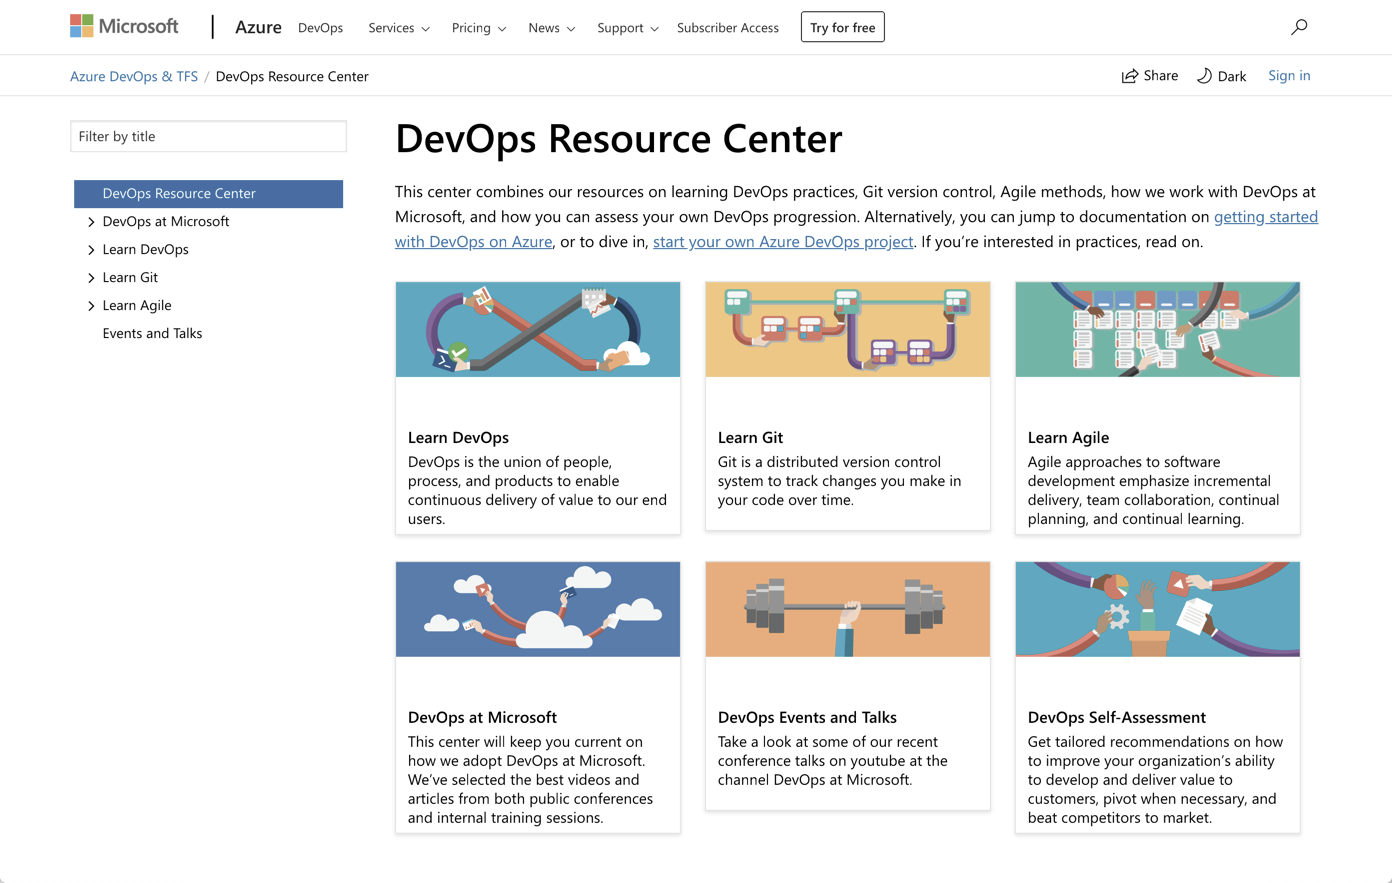 Microsoft
Azure
DevOps
Services
Pricing
News
Support
Subscriber Access
Try for free
Azure DevOps & TFS / DevOps Resource Center
Share
Dark
Sign in
Filter by title
DevOps Resource Center
DevOps at Microsoft
Learn DevOps
Learn Git
Learn Agile
Events and Talks
DevOps Resource Center
This center combines our resources on learning DevOps practices, Git version control, Agile methods, how we work with DevOps at
Microsoft, and how you can assess your own DevOps progression. Alternatively, you can jump to documentation on getting started
with DevOps on Azure, or to dive in, start your own Azure DevOps project. If you’re interested in practices, read on.
Learn DevOps
DevOps is the union of people,
process, and products to enable
continuous delivery of value to our end
users.
Learn Git
Git is a distributed version control
system to track changes you make in
your code over time.
Learn Agile
Agile approaches to software
development emphasize incremental
delivery, team collaboration, continual
planning, and continual learning.
DevOps at Microsoft
This center will keep you current on
how we adopt DevOps at Microsoft.
We’ve selected the best videos and
articles from both public conferences
and internal training sessions.
DevOps Events and Talks
Take a look at some of our recent
conference talks on youtube at the
channel DevOps at Microsoft.
DevOps Self-Assessment
Get tailored recommendations on how
to improve your organization’s ability
to develop and deliver value to
customers, pivot when necessary, and
beat competitors to market.